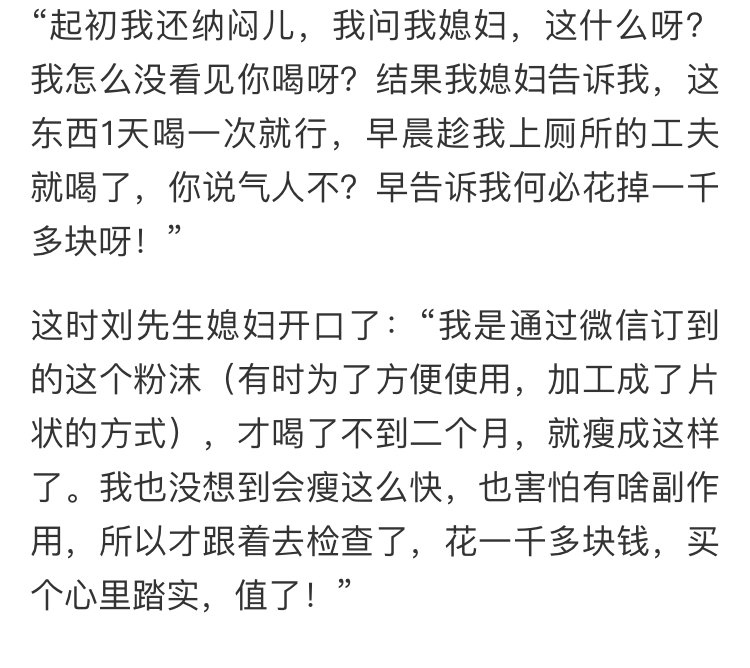 “起初我还纳闷儿，我问我媳妇，这什么呀？
我怎么没看见你喝呀？结果我媳妇告诉我，这
东西1天喝一次就行，早晨趁我上厕所的工夫
就喝了，你说气人不？早告诉我何必花掉一千
多块呀！”
这时刘先生媳妇开口了：“我是通过微信订到
的这个粉沫（有时为了方便使用，加工成了片
状的方式），才喝了不到二个月，就瘦成这样
了。我也没想到会瘦这么快，也害怕有啥副作
用，所以才跟着去检查了，花一千多块钱，买
个心里踏实，值了！”